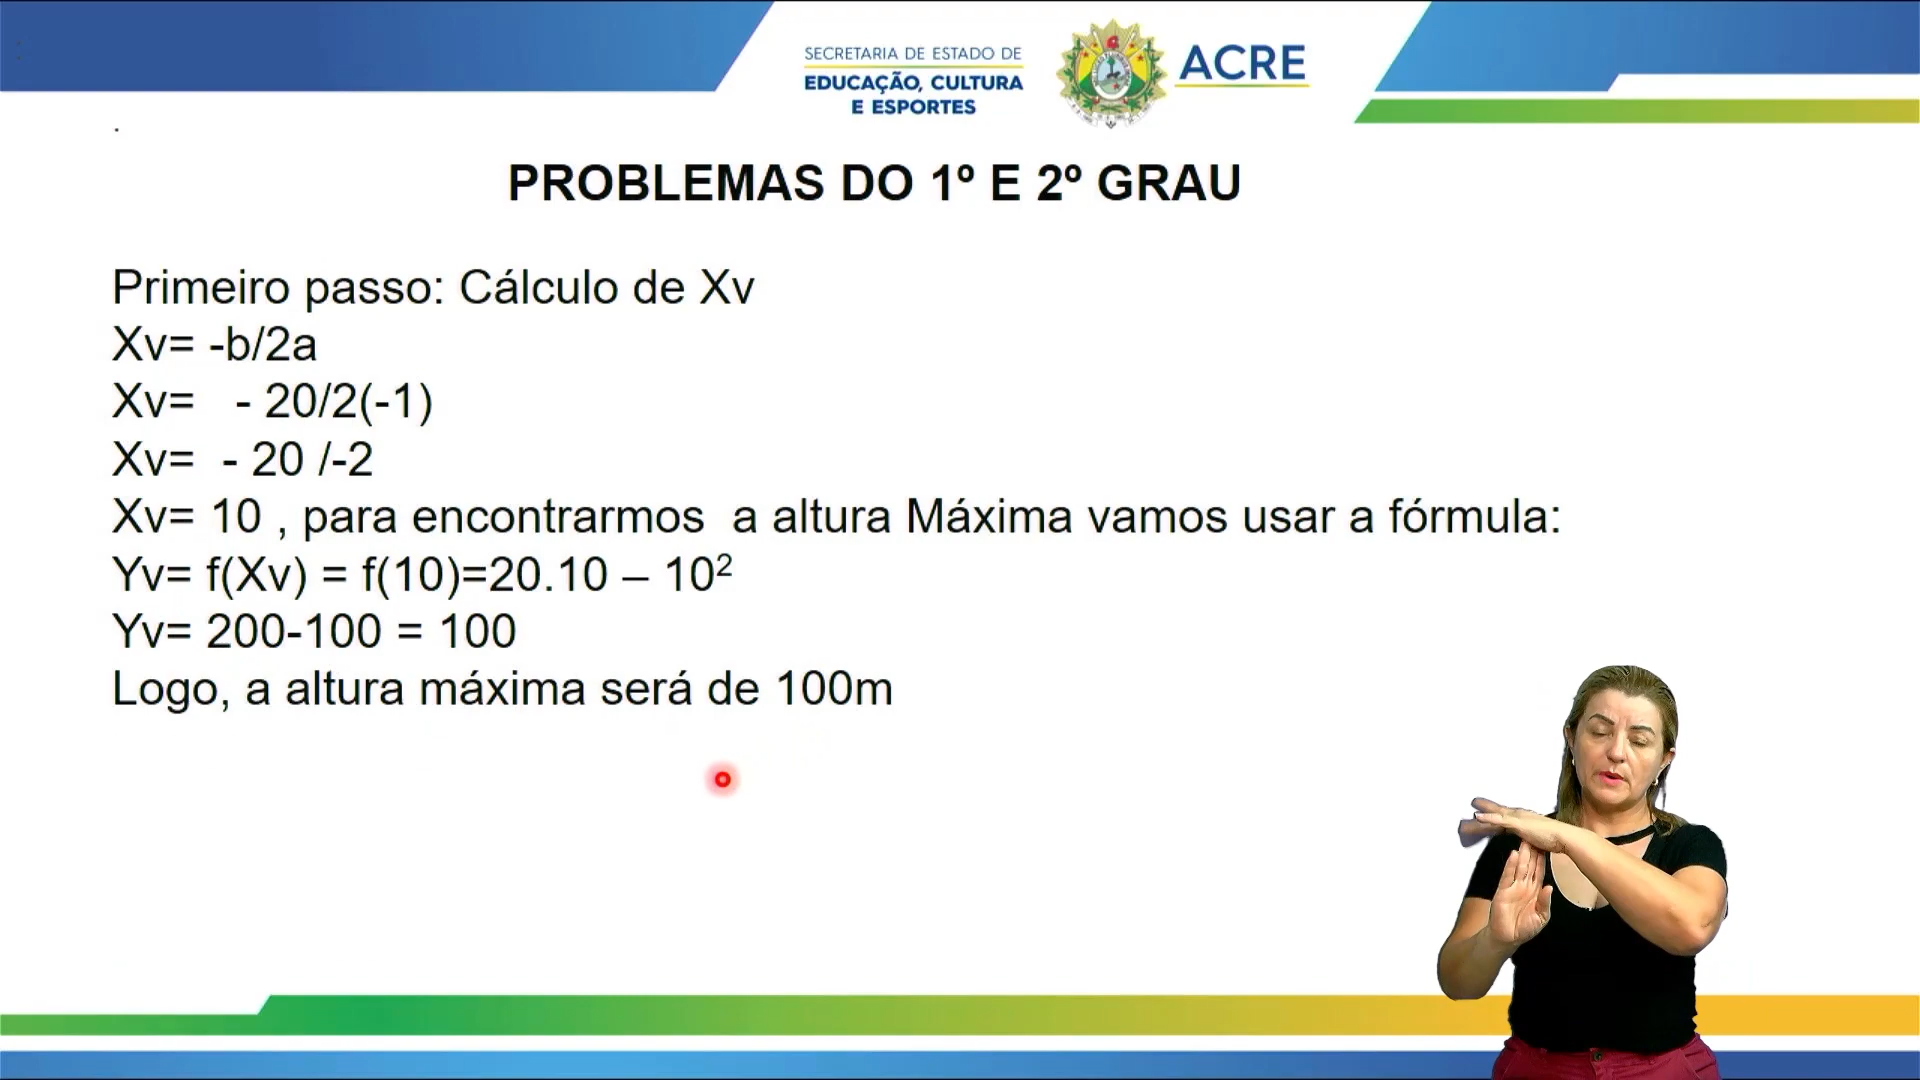 SECRETARIA DE ESTADO DE
EDUCAÇÃO, CULTURA
E ESPORTES
ACRE
PROBLEMAS DO 1º E 2º GRAU
Primeiro passo: Cálculo de Xv
Xv= -b/2a
Xv= - 20/2(-1)
Xv= - 20 /-2
Xv= 10 , para encontrarmos a altura Máxima vamos usar a fórmula:
Yv= f(Xv) = f(10)=20.10 – 10²
Yv= 200-100 = 100
Logo, a altura máxima será de 100m